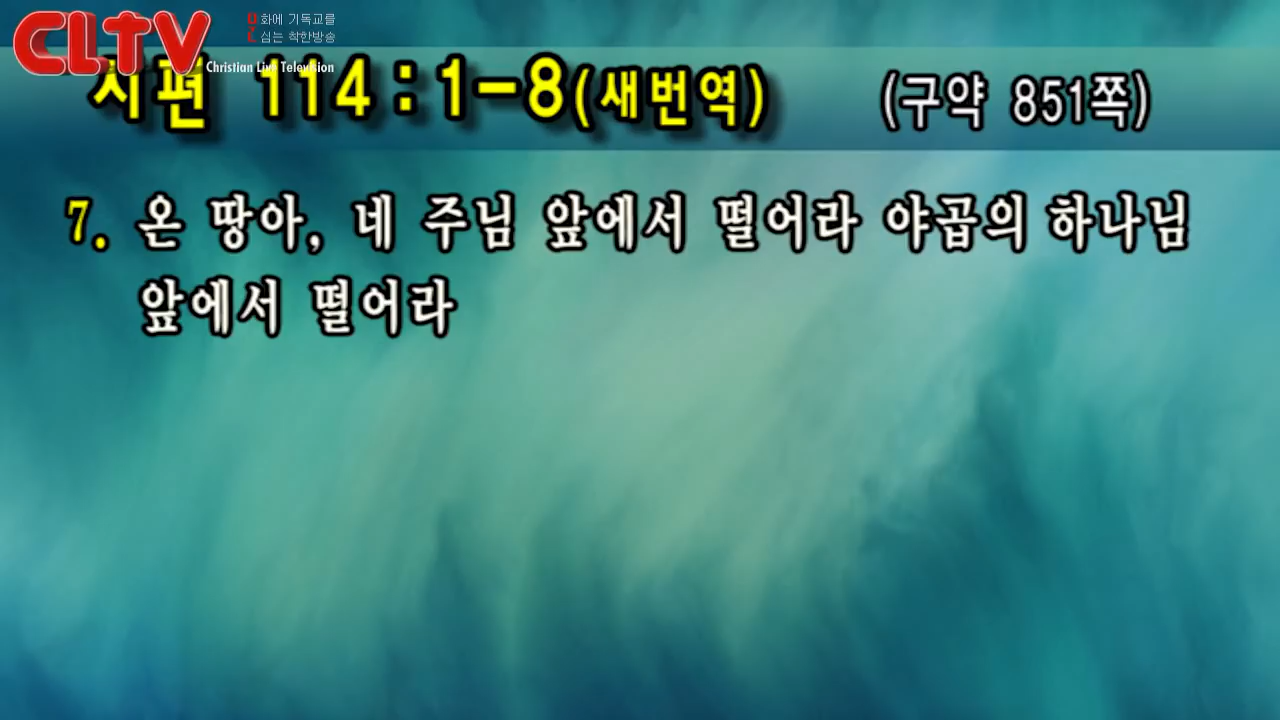 CLTV
문화에 기독교를
심는 착한방송
Christian Live Television
시편 114:1-8(새번역) (구약 851쪽)
7. 온 땅아, 네 주님 앞에서 떨어라 야곱의 하나님
앞에서 떨어라